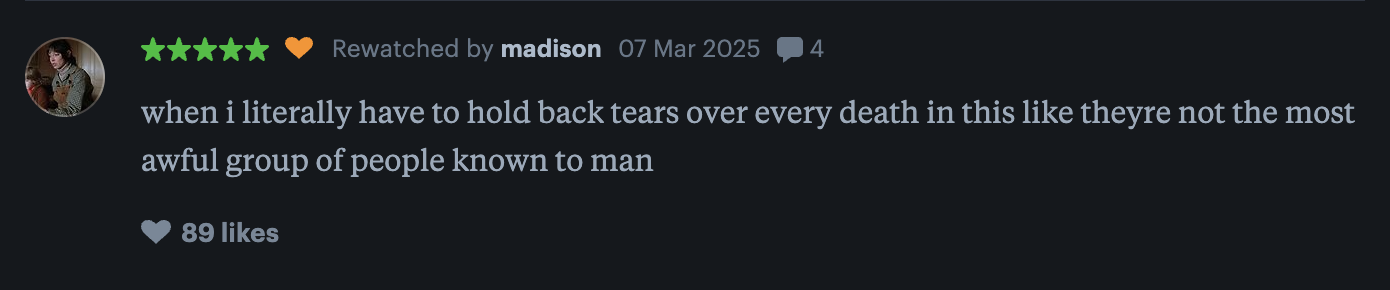 Rewatched by madison 07 Mar 2025 4
when i literally have to hold back tears over every death in this like theyre not the most
awful group of people known to man
89 likes